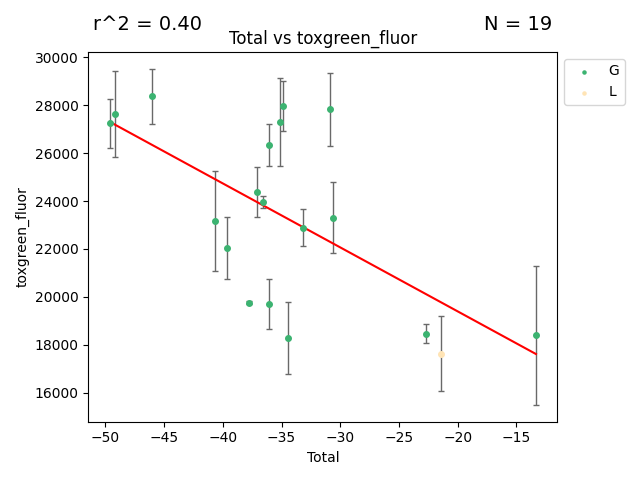 r^2 = 0.40
N = 19
Total vs toxgreen_fluor
G
L
30000
28000
26000
24000
22000
20000
18000
16000
toxgreen_fluor
−50
−45
−40
−35
−30
−25
−20
−15
Total